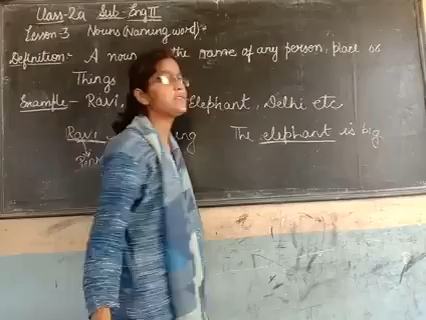 Class-2a Sub-Eng II
Lesson-3 Nouns (Naming word):-
Definition:- A noun the name of any person, place or
Things
Example - Ravi, Elephant, Delhi etc
Ravi ing The elephant is big